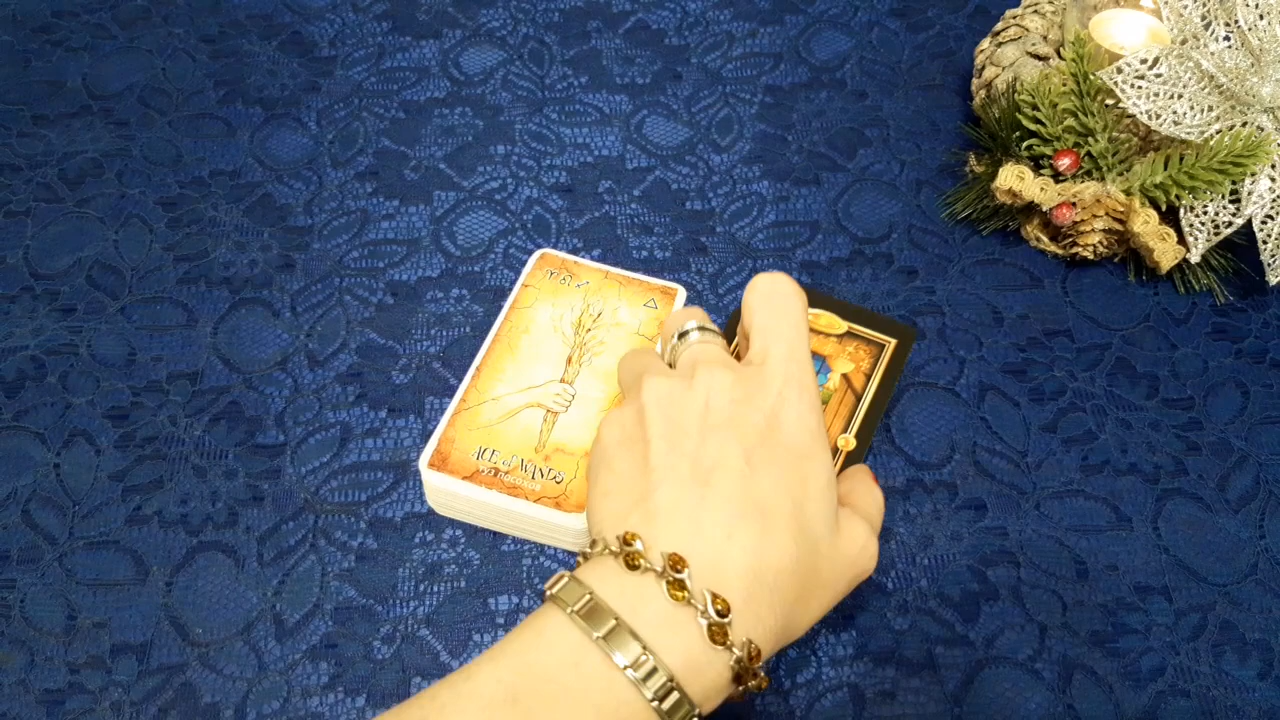 ♈ ♌ ♐
ACE of WANDS
туз посохов